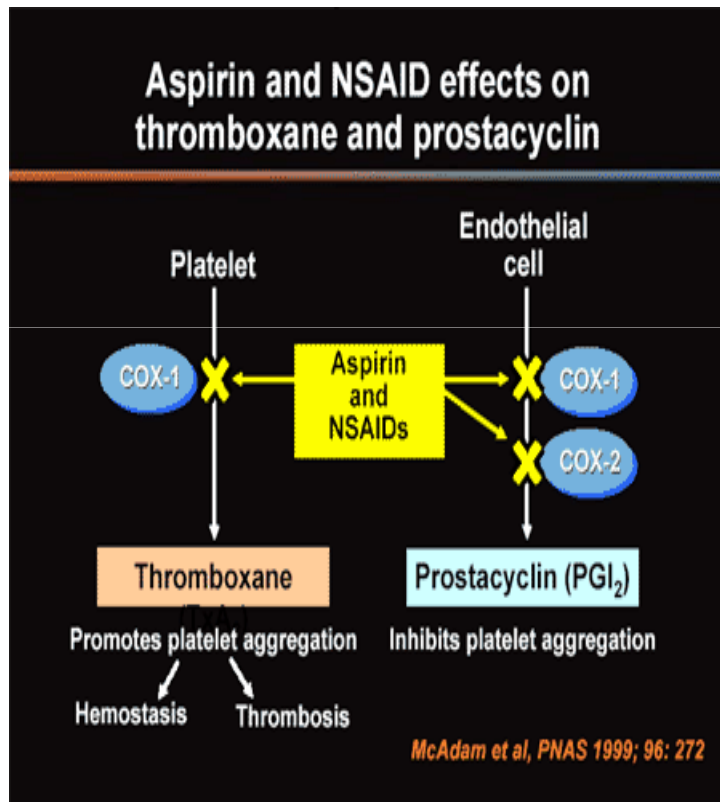 Aspirin and NSAID effects on
thromboxane and prostacyclin
Platelet
Endothelial
cell
COX-1
Aspirin
and
NSAIDs
COX-1
COX-2
Thromboxane
(TxA₂)
Prostacyclin (PGI₂)
Promotes platelet aggregation
Inhibits platelet aggregation
Hemostasis
Thrombosis
McAdam et al, PNAS 1999; 96: 272